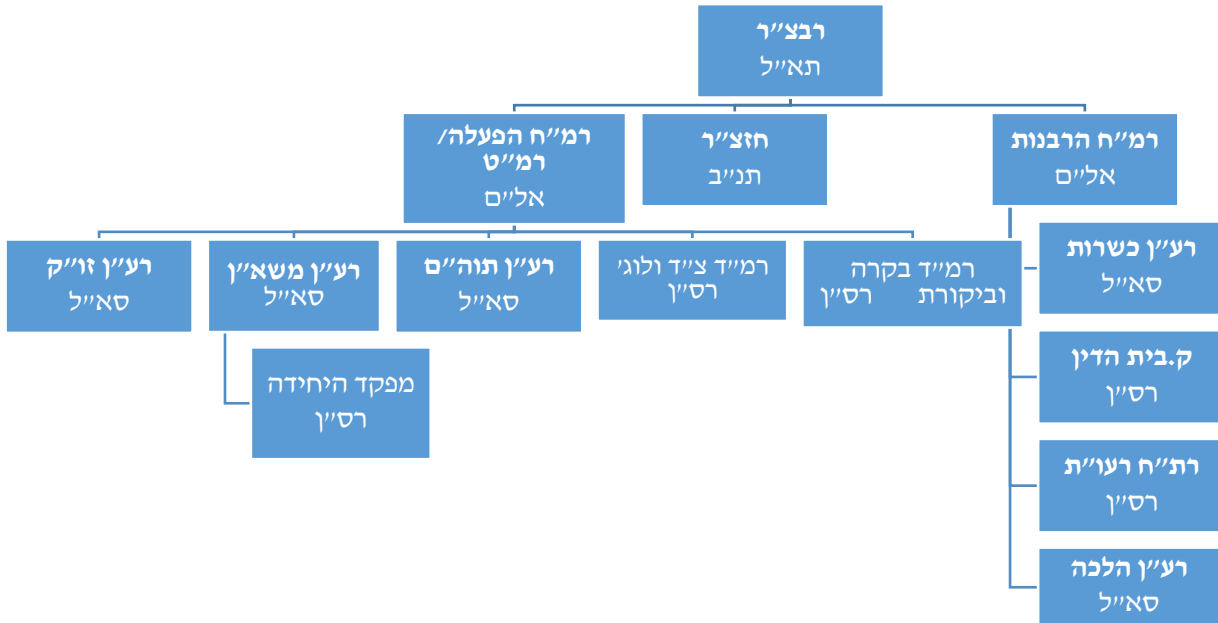 רבצ״ר
תא״ל
רמ״ח הרבנות
אל״ם
חזצ״ר
תנ״ב
רמ״ח הפעלה/
רמ״ט
אל״ם
רע״ן כשרות
סא״ל
ק.בית הדין
רס״ן
רת״ח רעו״ת
רס״ן
רע״ן הלכה
סא״ל
רמ״ד בקרה
וביקורת רס״ן
רמ״ד צ״ד ולוג׳
רס״ן
רע״ן תוה״ם
סא״ל
רע״ן משא״ן
סא״ל
רע״ן זו״ק
סא״ל
מפקד היחידה
רס״ן